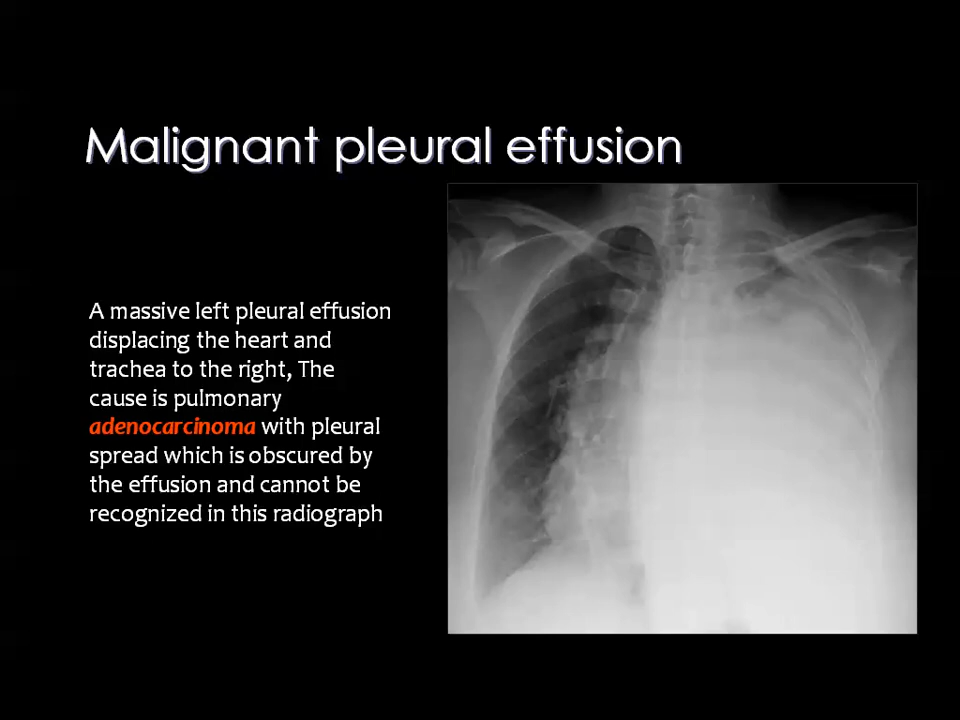 Malignant pleural effusion
A massive left pleural effusion
displacing the heart and
trachea to the right, The
cause is pulmonary
adenocarcinoma with pleural
spread which is obscured by
the effusion and cannot be
recognized in this radiograph